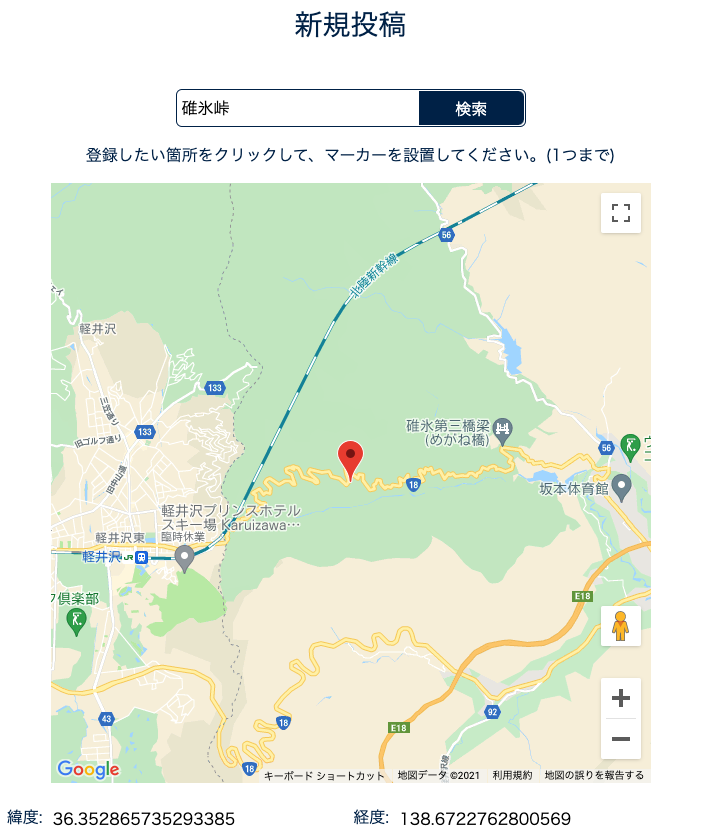 新規投稿
碓氷峠
検索
登録したい箇所をクリックして、マーカーを設置してください。(1つまで)
56
北陸新幹線
軽井沢
133
三笠通り
133
旧ゴルフ通り
旧中山道
碓氷第三橋梁
(めがね橋)
56
18
坂本体育館
軽井沢プリンスホテル
スキー場 Karuizawa…
臨時休業
軽井沢東
軽井沢
JR
E18
フ倶楽部
43
18
92
E18
18
Google
キーボード ショートカット
地図データ ©2021
利用規約
地図の誤りを報告する
緯度: 36.352865735293385
経度: 138.6722762800569